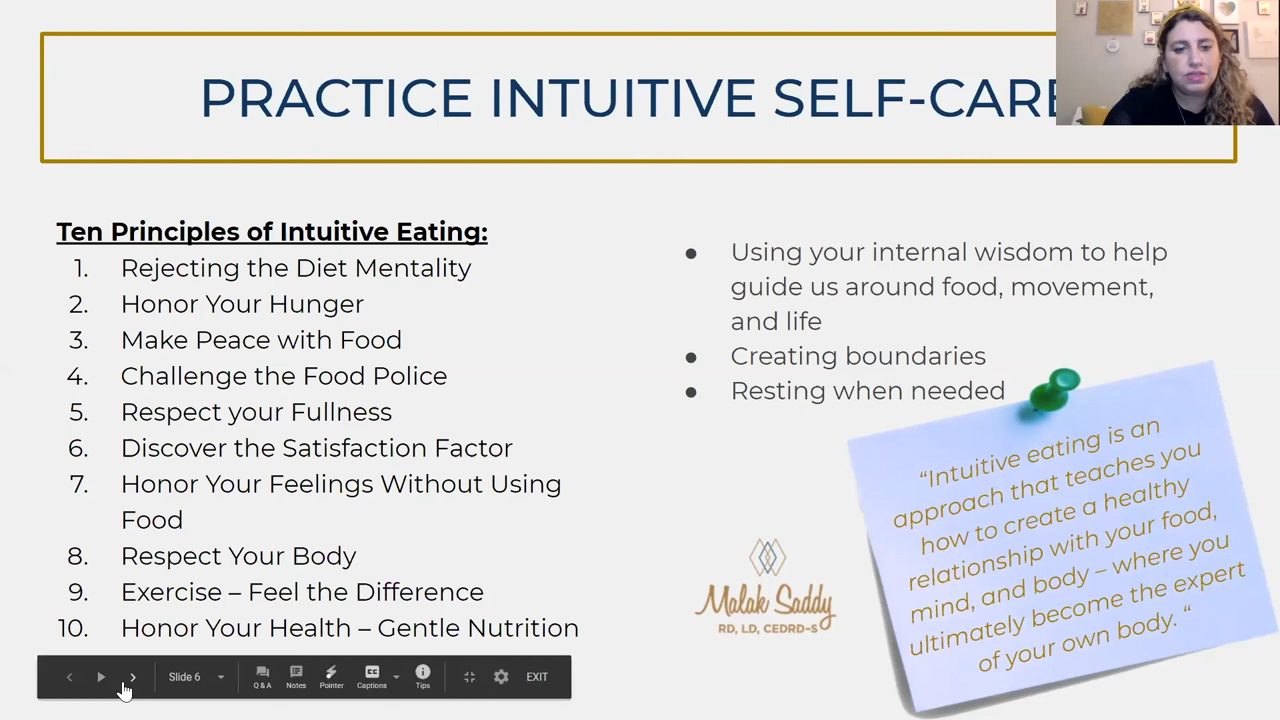 PRACTICE INTUITIVE SELF-CARE
Ten Principles of Intuitive Eating:
1. Rejecting the Diet Mentality
2. Honor Your Hunger
3. Make Peace with Food
4. Challenge the Food Police
5. Respect your Fullness
6. Discover the Satisfaction Factor
7. Honor Your Feelings Without Using
Food
8. Respect Your Body
9. Exercise – Feel the Difference
10. Honor Your Health – Gentle Nutrition
● Using your internal wisdom to help
guide us around food, movement,
and life
● Creating boundaries
● Resting when needed
“Intuitive eating is an
approach that teaches you
how to create a healthy
relationship with your food,
mind, and body – where you
ultimately become the expert
of your own body. “
Malak Saddy
RD, LD, CEDRD-S
Slide 6
Q & A
Notes
Pointer
CC
Captions
Tips
EXIT